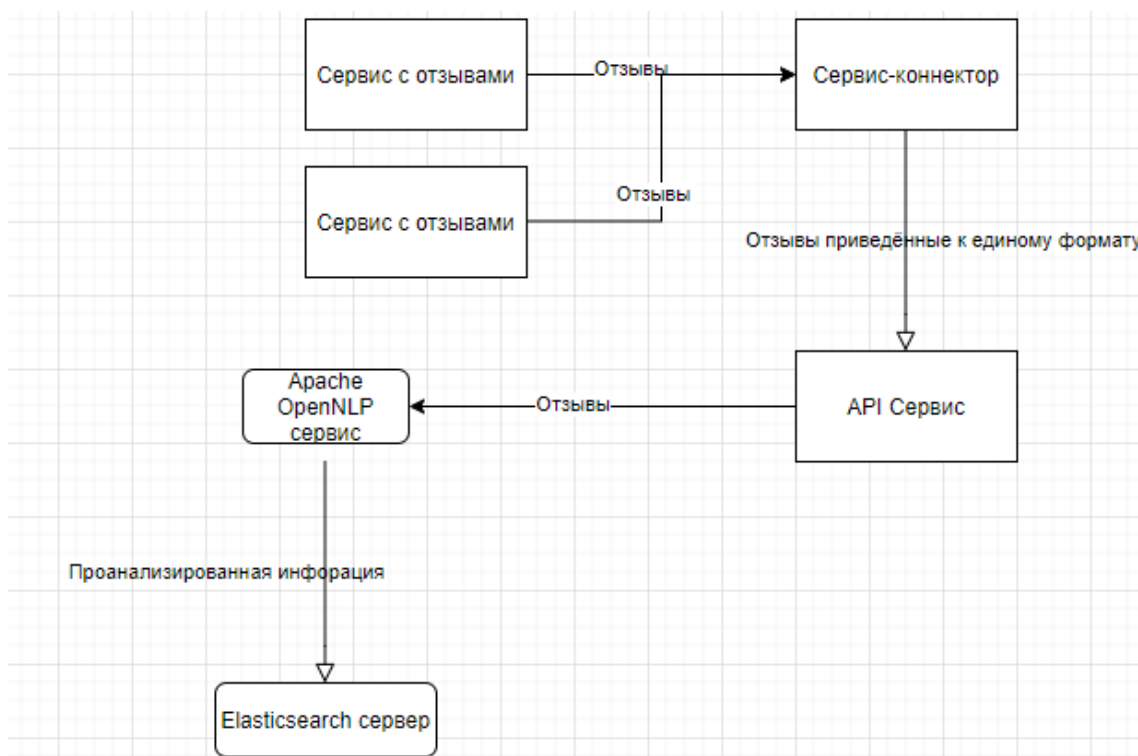 Сервис с отзывами
Отзывы
Сервис-коннектор
Сервис с отзывами
Отзывы
Отзывы приведённые к единому формату
Apache
OpenNLP
сервис
Отзывы
API Сервис
Проанализированная инфорация
Elasticsearch сервер